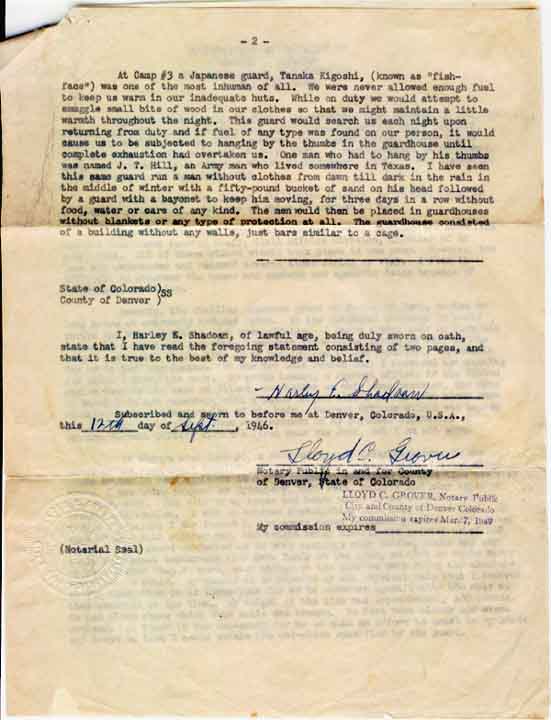 - 2 -
At Camp #3 a Japanese guard, Tanaka Kigoshi, (known as "fish-
face") was one of the most inhuman of all. We were never allowed enough fuel
to keep us warm in our inadequate huts. While on duty we would attempt to
smuggle small bits of wood in our clothes so that we might maintain a little
warmth throughout the night. This guard would search us each night upon
returning from duty and if fuel of any type was found on our person, it would
cause us to be subjected to hanging by the thumbs in the guardhouse until
complete exhaustion had overtaken us. One man who had to hang by his thumbs
was named J. T. Hill, an Army man who lived somewhere in Texas. I have seen
this same guard run a man without clothes from dawn till dark in the rain in
the middle of winter with a fifty-pound bucket of sand on his head followed
by a guard with a bayonet to keep him moving, for three days in a row without
food, water or care of any kind. The men would then be placed in guardhouses
without blankets or any type of protection at all. The guardhouse consisted
of a building without any walls, just bars similar to a cage.
State of Colorado)
County of Denver )SS
I, Harley E. Shadoan, of lawful age, being duly sworn on oath,
state that I have read the foregoing statement consisting of two pages, and
that it is true to the best of my knowledge and belief.
Harley E. Shadoan
Subscribed and sworn to before me at Denver, Colorado, U.S.A.,
this 12th day of Sept., 1946.
Lloyd C. Grover
Notary Public in and for County
of Denver, State of Colorado
LLOYD C. GROVER, Notary Public
City and County of Denver Colorado
My commission expires Mar. 7, 1949
My commission expires
(Notarial Seal)